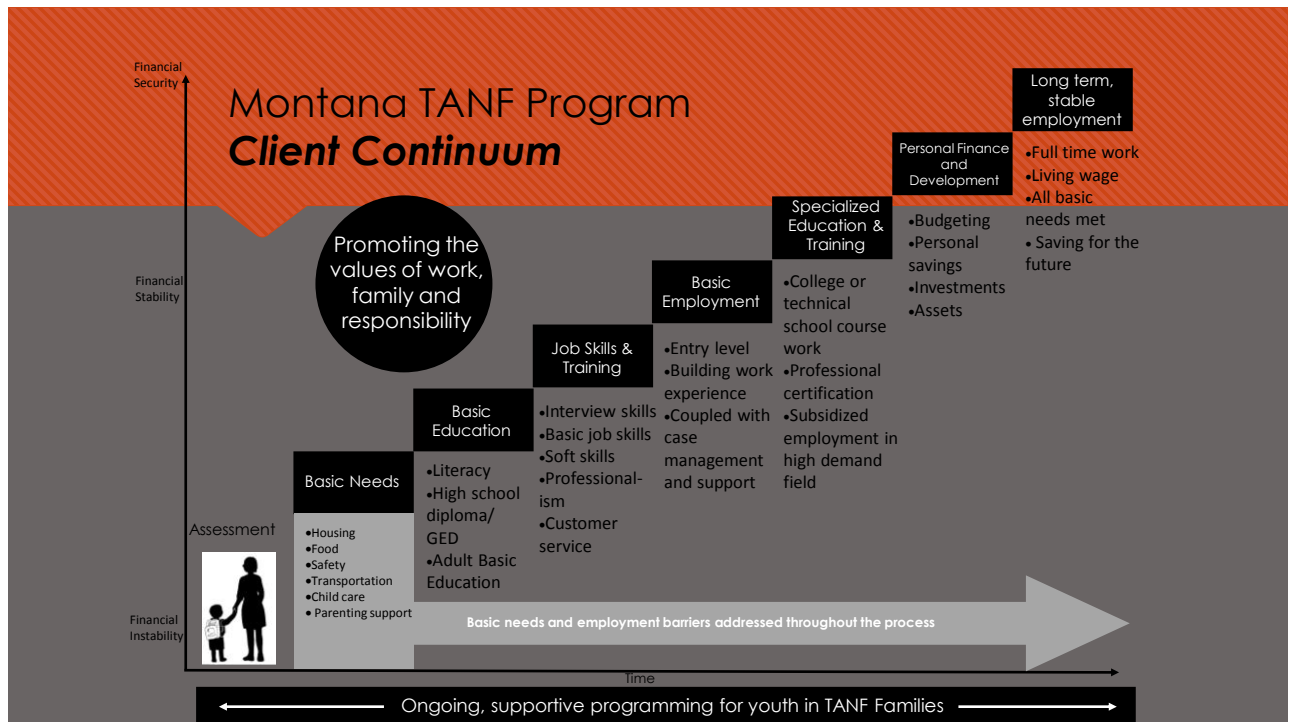 Financial
Security
Montana TANF Program
Client Continuum
Promoting the
values of work,
family and
responsibility
Financial
Stability
Financial
Instability
Assessment
Basic Needs
•Housing
•Food
•Safety
•Transportation
•Child care
• Parenting support
Basic
Education
•Literacy
•High school
diploma/
GED
•Adult Basic
Education
Job Skills &
Training
•Interview skills
•Basic job skills
•Soft skills
•Professional-
ism
•Customer
service
Basic
Employment
•Entry level
•Building work
experience
•Coupled with
case
management
and support
Specialized
Education &
Training
•College or
technical
school course
work
•Professional
certification
•Subsidized
employment in
high demand
field
Personal Finance
and
Development
•Budgeting
•Personal
savings
•Investments
•Assets
Long term,
stable
employment
•Full time work
•Living wage
•All basic
needs met
• Saving for the
future
Basic needs and employment barriers addressed throughout the process
Time
Ongoing, supportive programming for youth in TANF Families